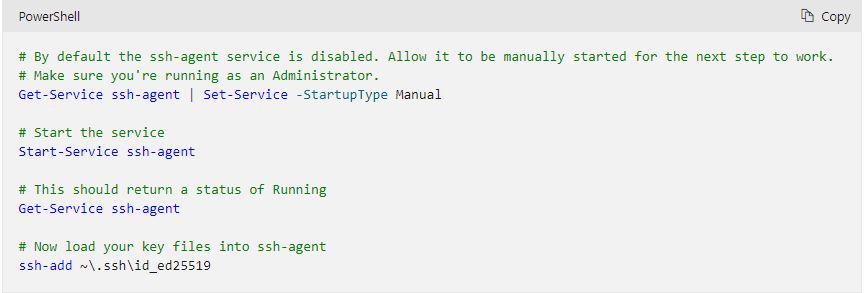 PowerShell
Copy
# By default the ssh-agent service is disabled. Allow it to be manually started for the next step to work.
# Make sure you're running as an Administrator.
Get-Service ssh-agent | Set-Service -StartupType Manual
# Start the service
Start-Service ssh-agent
# This should return a status of Running
Get-Service ssh-agent
# Now load your key files into ssh-agent
ssh-add ~\.ssh\id_ed25519